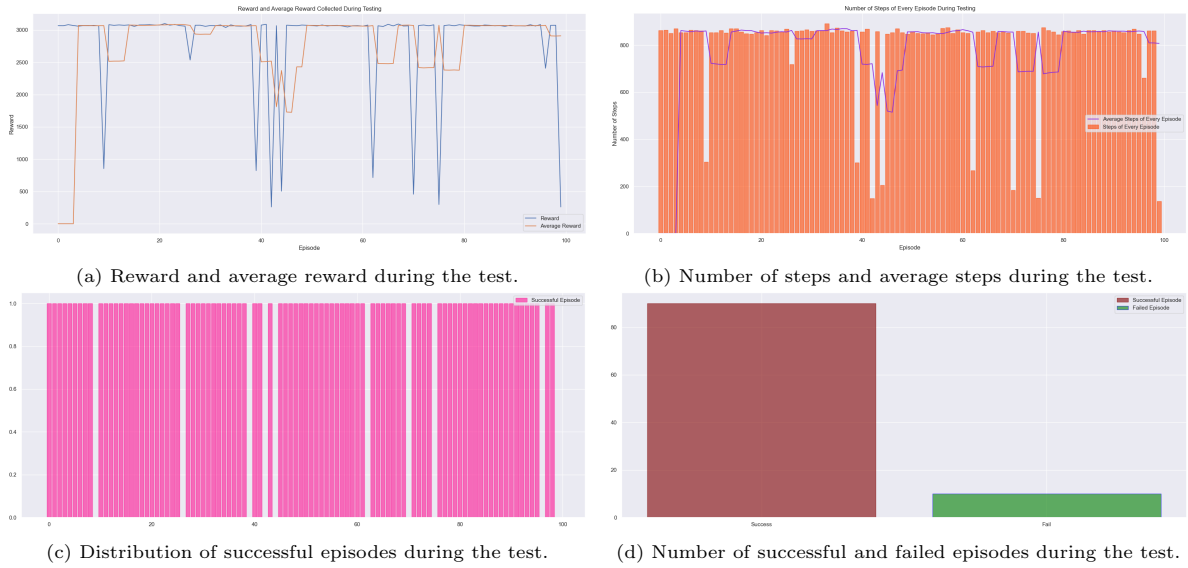 Reward and Average Reward Collected During Testing
3000
2500
2000
1500
1000
500
0
Reward
0 20 40 60 80 100
Episode
Reward
Average Reward
(a) Reward and average reward during the test.
Number of Steps of Every Episode During Testing
800
600
400
200
0
Number of Steps
0 20 40 60 80 100
Episode
Average Steps of Every Episode
Steps of Every Episode
(b) Number of steps and average steps during the test.
1.0
0.8
0.6
0.4
0.2
0.0
0 20 40 60 80 100
Successful Episode
(c) Distribution of successful episodes during the test.
80
60
40
20
0
Success Fail
Successful Episode
Failed Episode
(d) Number of successful and failed episodes during the test.